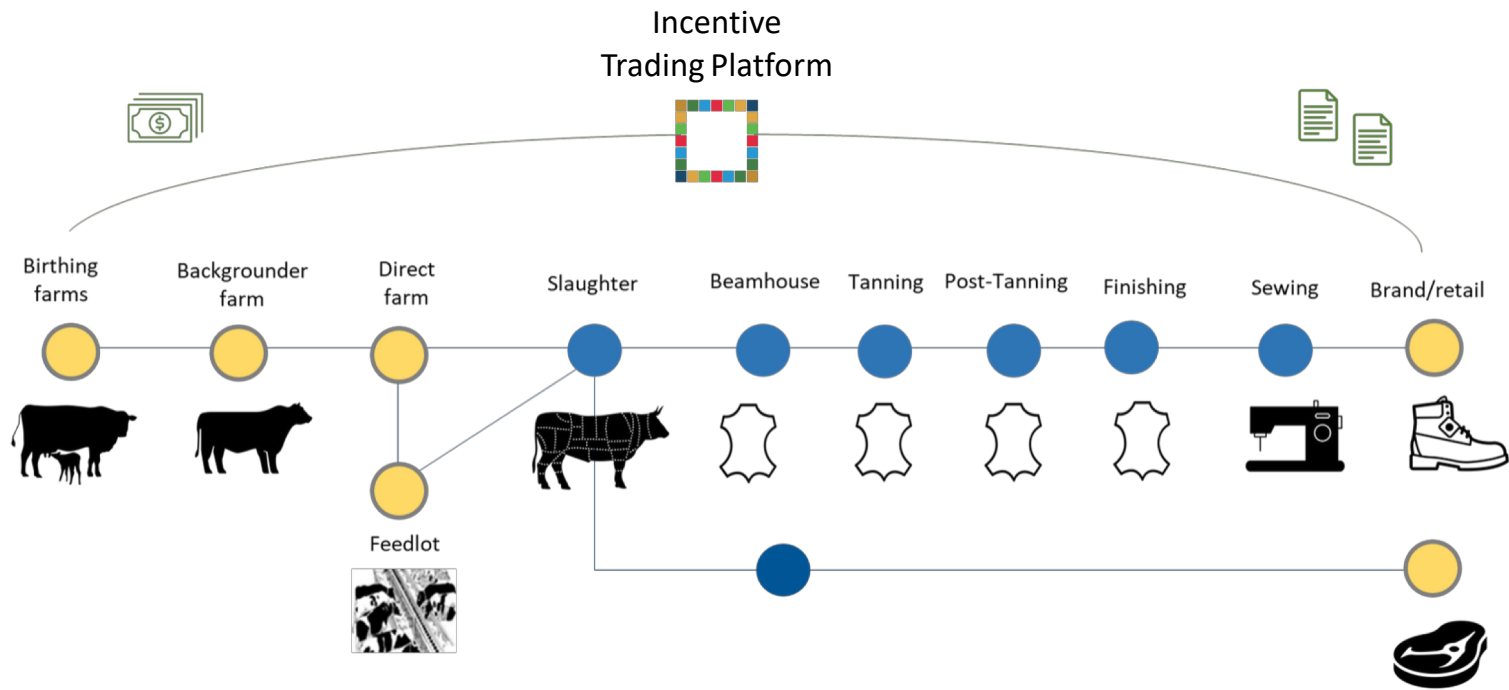 Incentive
Trading Platform
$
Birthing
farms
Backgrounder
farm
Direct
farm
Slaughter
Beamhouse
Tanning
Post-Tanning
Finishing
Sewing
Brand/retail
Feedlot